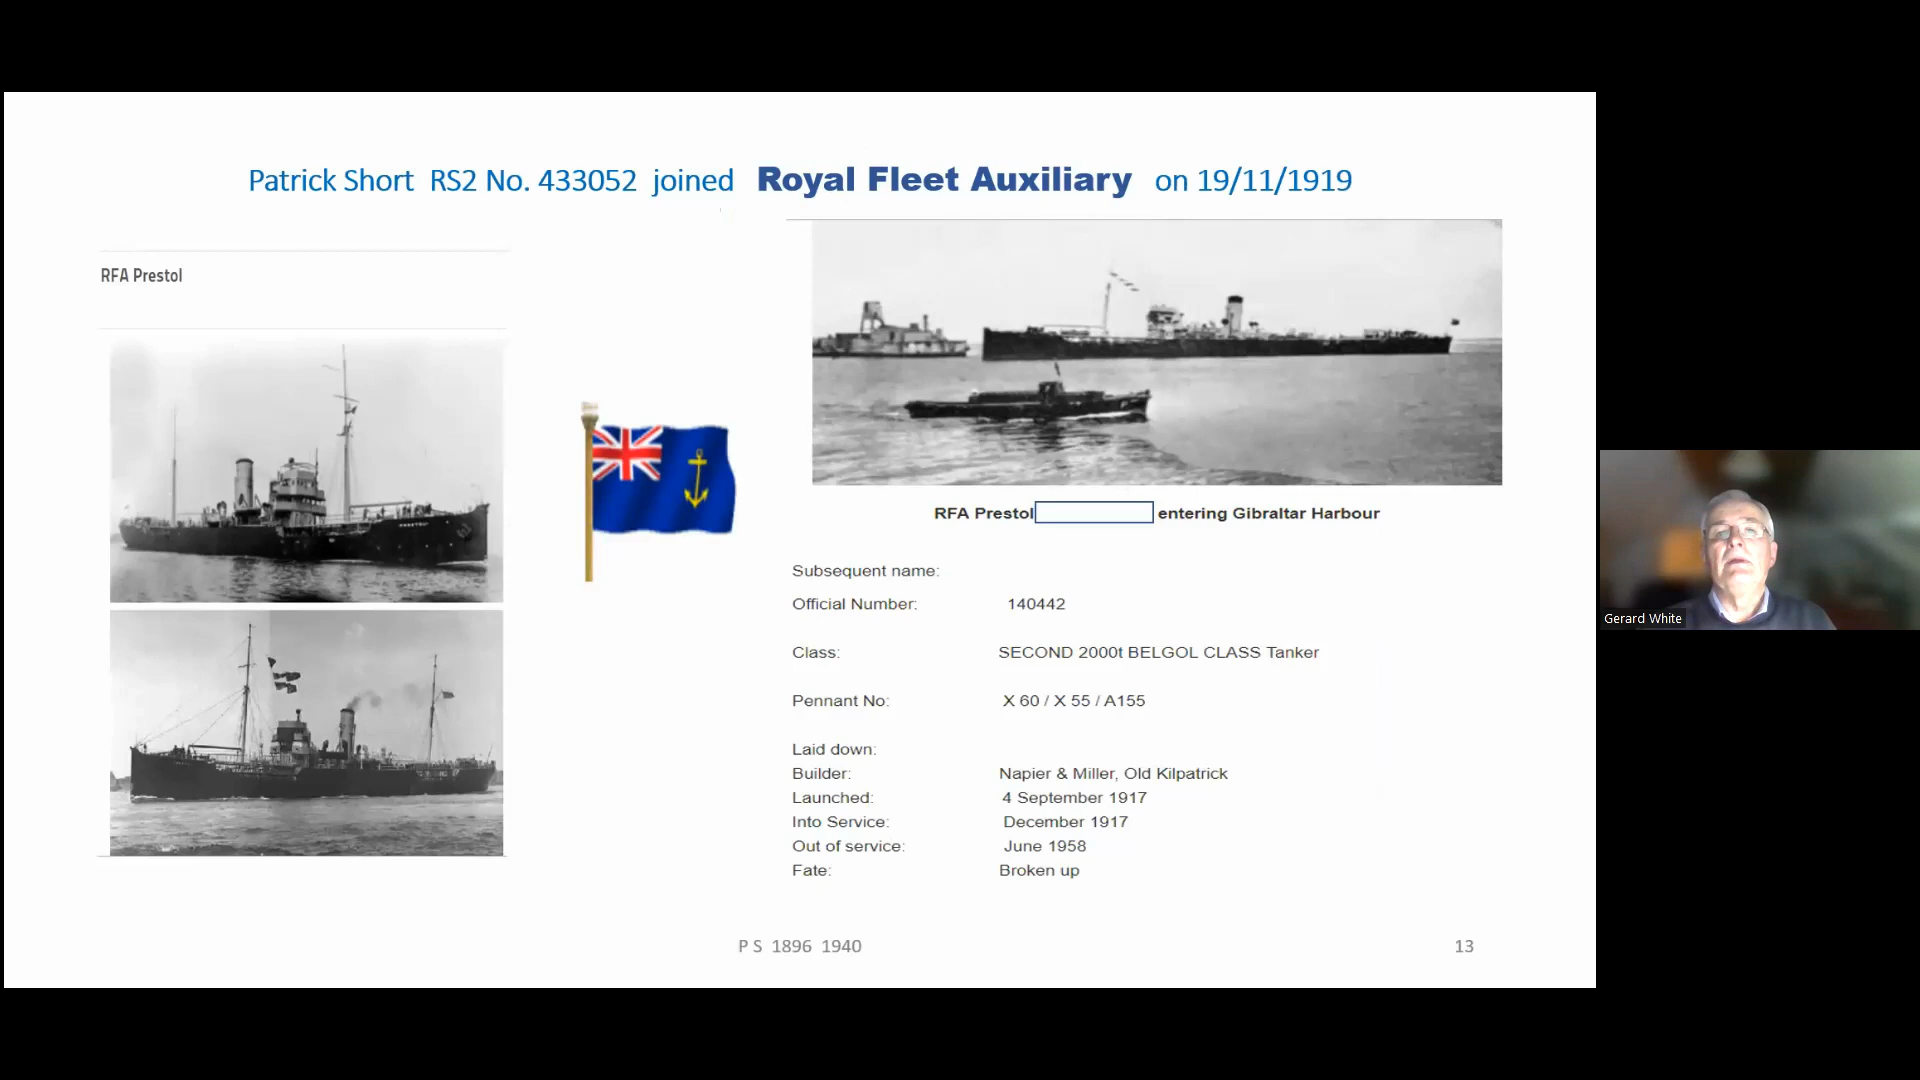 Patrick Short RS2 No. 433052 joined Royal Fleet Auxiliary on 19/11/1919
RFA Prestol
RFA Prestol entering Gibraltar Harbour
Subsequent name:
Official Number: 140442
Class: SECOND 2000t BELGOL CLASS Tanker
Pennant No: X 60 / X 55 / A155
Laid down:
Builder: Napier & Miller, Old Kilpatrick
Launched: 4 September 1917
Into Service: December 1917
Out of service: June 1958
Fate: Broken up
P S 1896 1940
13
Gerard White